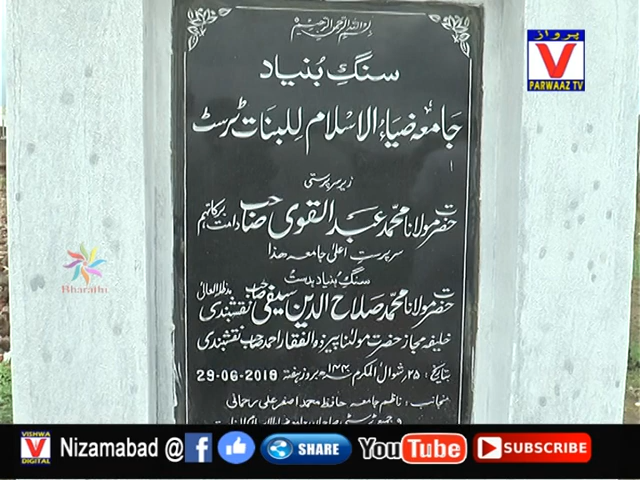 بسم اللہ الرحمن الرحیم
سنگِ بُنیاد
جامعہ ضیاء الاسلام للبنات ٹرسٹ
زیر سرپرستی
حضرت مولانا محمد عبد القوی صاحب دامت برکاتہم
سرپرست اعلیٰ جامعہ ھذا
سنگِ بُنیاد بدست
حضرت مولانا محمد صلاح الدین سیفی صاحب نقشبندی مدظلہ العالی
خلیفہ مجاز حضرت مولانا پیر ذوالفقار احمد صاحب نقشبندی
بتاریخ: ۲۵؍ شوال المکرم ۱۴۴۰ھ بروز ہفتہ 29-06-2018
منجانب: ناظم جامعہ حافظ محمد اصغر علی رحمانی
پرواز
V
PARWAAZ TV
Bharathi
VISHWA
V
DIGITAL
Nizamabad @
f
SHARE
YouTube
SUBSCRIBE